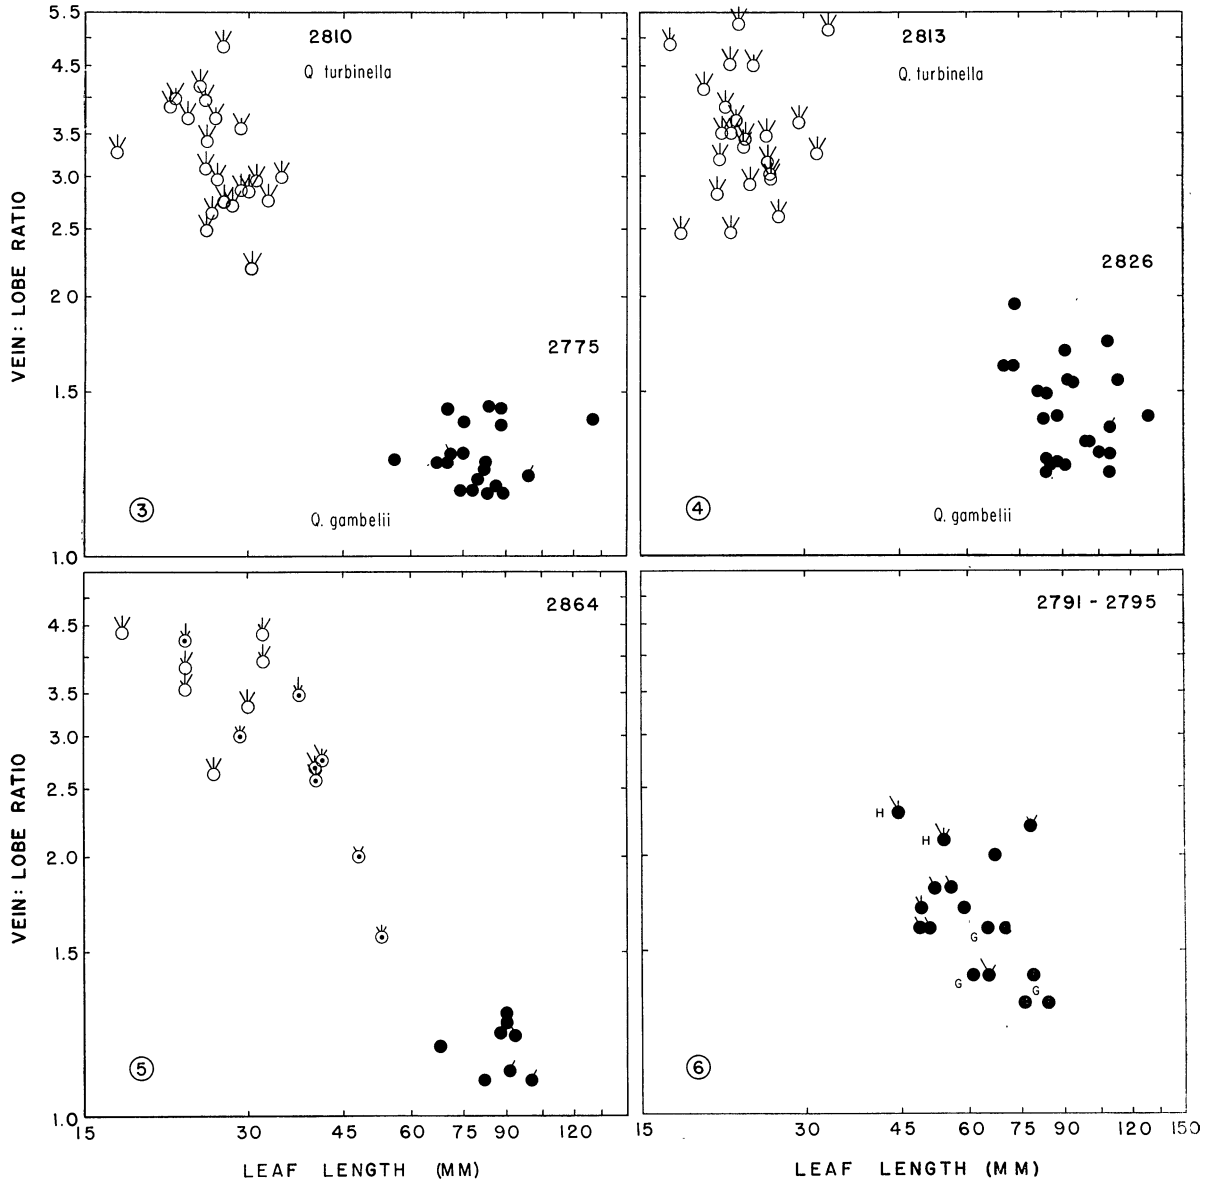 5.5
4.5
3.5
3.0
2.5
2.0
1.5
1.0
VEIN: LOBE RATIO
2810
Q turbinella
2775
Q. gambelii
3
2813
Q. turbinella
2826
Q. gambelii
4
4.5
3.5
3.0
2.5
2.0
1.5
1.0
VEIN: LOBE RATIO
2864
5
15 30 45 60 75 90 120
LEAF LENGTH (MM)
2791 - 2795
H
H
G
G
G
6
15 30 45 60 75 90 120 150
LEAF LENGTH (MM)